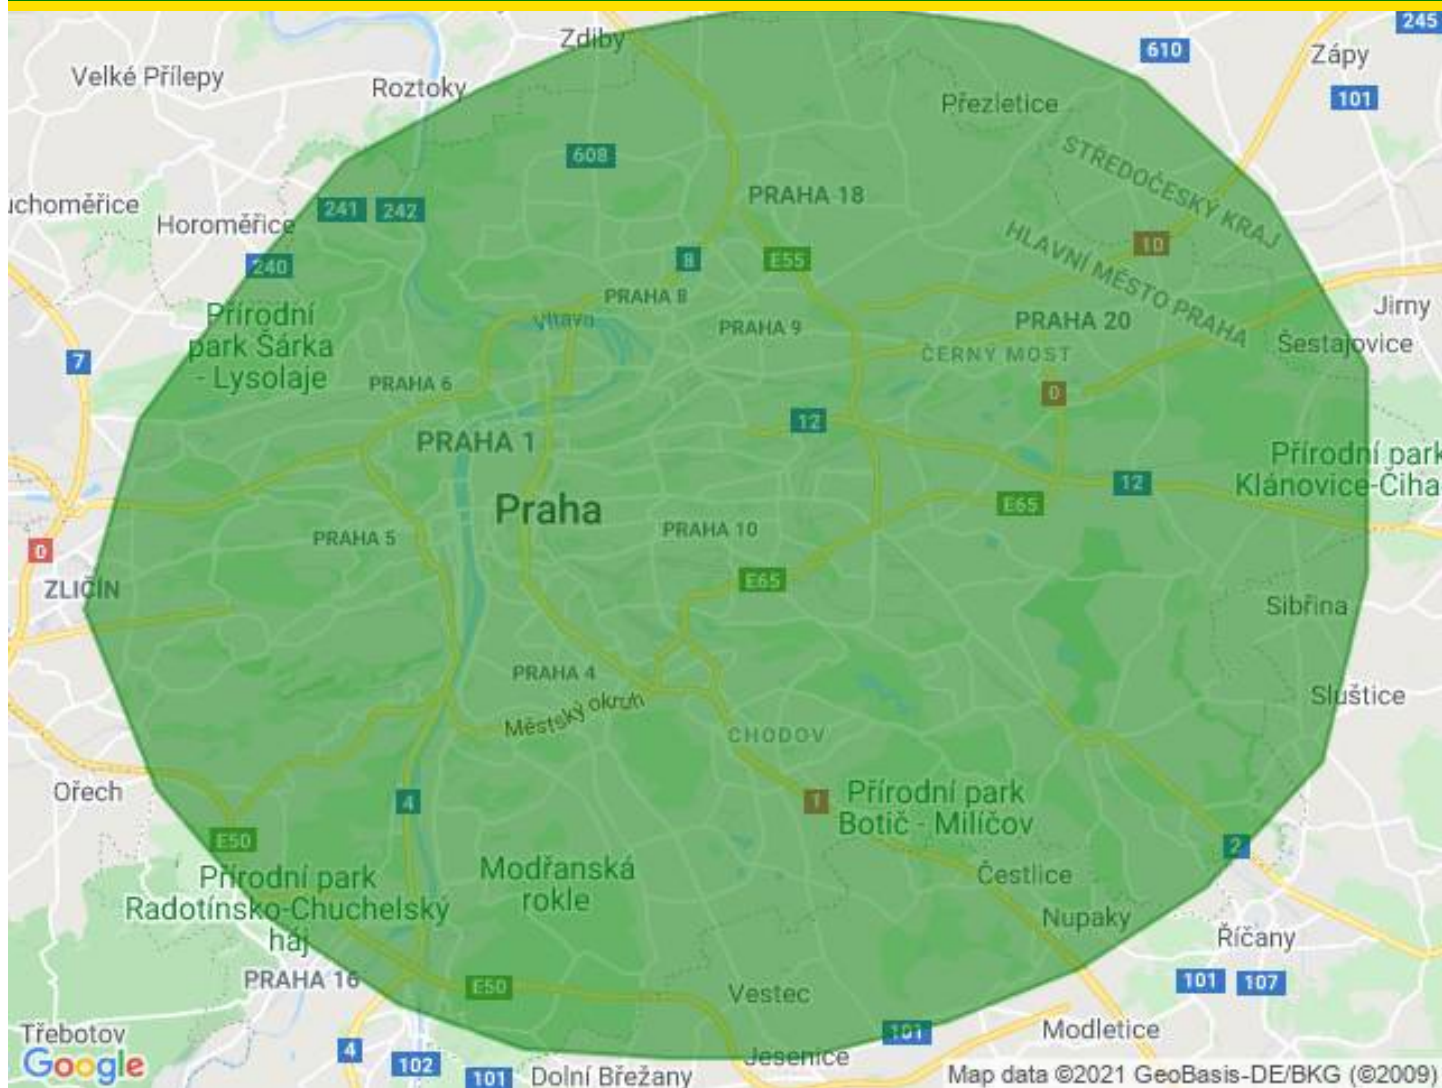 245
Zdiby
610
Zápy
Velké Přílepy
Roztoky
101
Přezletice
608
STŘEDOČESKÝ KRAJ
PRAHA 18
uchoměřice
241
242
Horoměřice
10
HLAVNÍ MĚSTO PRAHA
8
E55
240
PRAHA 8
Jirny
Přírodní
park Šárka
- Lysolaje
Vltava
PRAHA 9
PRAHA 20
Šestajovice
ČERNÝ MOST
7
PRAHA 6
0
12
PRAHA 1
Přírodní park
Klánovice-Čiha
12
Praha
E65
PRAHA 10
PRAHA 5
0
E65
ZLIČÍN
Sibřina
PRAHA 4
Městský okruh
Sluštice
CHODOV
Ořech
4
1
Přírodní park
Botič - Milíčov
E50
2
Modřanská
rokle
Čestlice
Přírodní park
Radotínsko-Chuchelský
háj
Nupaky
Říčany
PRAHA 16
E50
101
107
Vestec
Třebotov
101
Modletice
4
102
Jesenice
Google
101
Dolní Břežany
Map data ©2021 GeoBasis-DE/BKG (©2009)